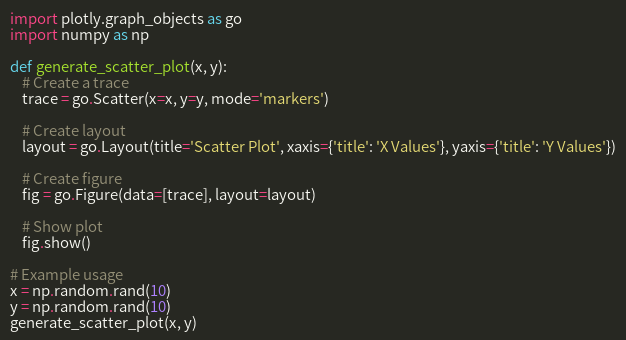 import plotly.graph_objects as go
import numpy as np

def generate_scatter_plot(x, y):
    # Create a trace
    trace = go.Scatter(x=x, y=y, mode='markers')

    # Create layout
    layout = go.Layout(title='Scatter Plot', xaxis={'title': 'X Values'}, yaxis={'title': 'Y Values'})

    # Create figure
    fig = go.Figure(data=[trace], layout=layout)

    # Show plot
    fig.show()

# Example usage
x = np.random.rand(10)
y = np.random.rand(10)
generate_scatter_plot(x, y)